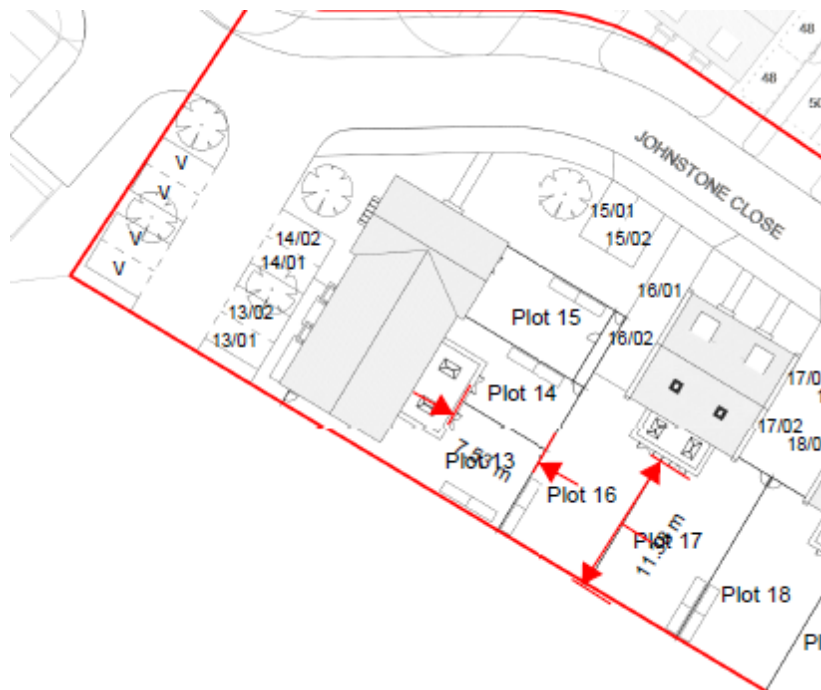 48
48
50
JOHNSTONE CLOSE
V
V
V
V
15/01
15/02
14/02
14/01
13/02
13/01
16/01
16/02
Plot 15
Plot 14
Plot 13
Plot 16
Plot 17
Plot 18
17/02